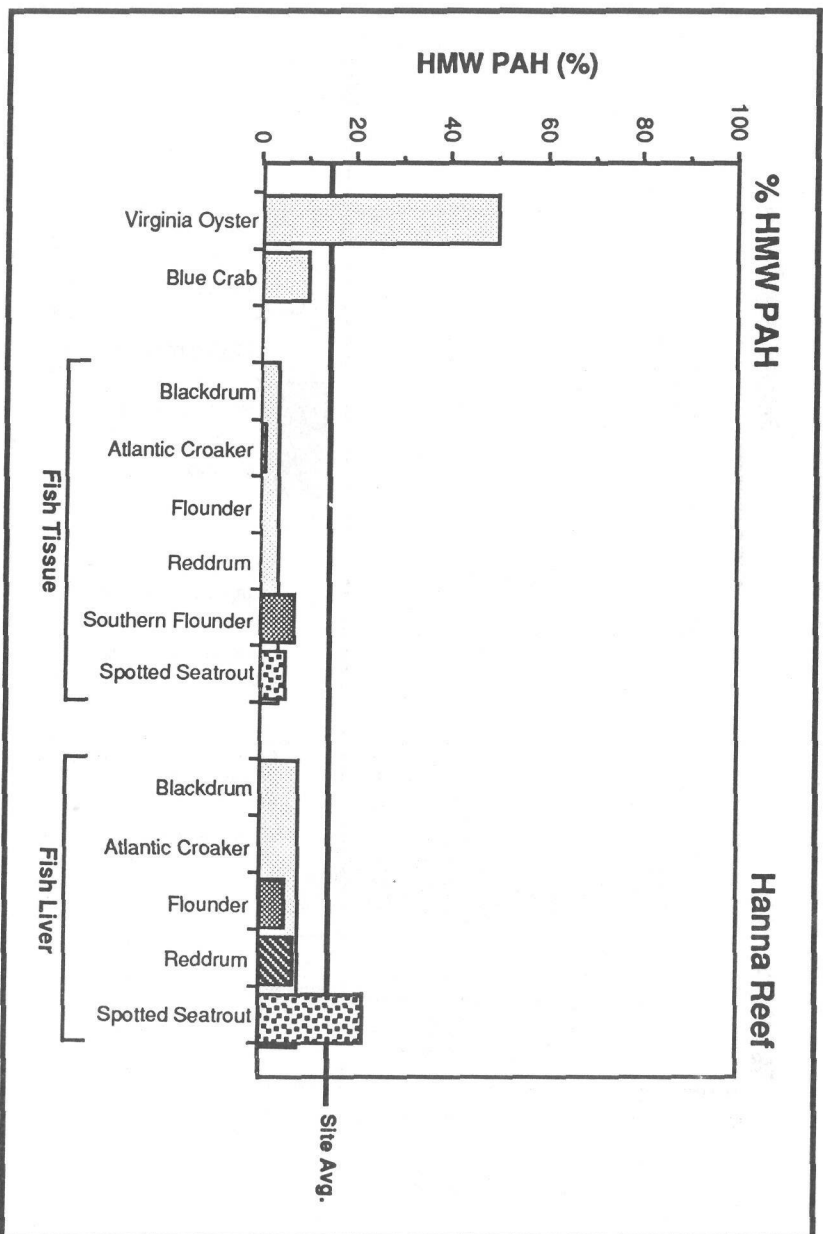 % HMW PAH
Hanna Reef
HMW PAH (%)
100
80
60
40
20
0
Site Avg.
Virginia Oyster
Blue Crab
Blackdrum
Atlantic Croaker
Flounder
Reddrum
Southern Flounder
Spotted Seatrout
Blackdrum
Atlantic Croaker
Flounder
Reddrum
Spotted Seatrout
Fish Tissue
Fish Liver